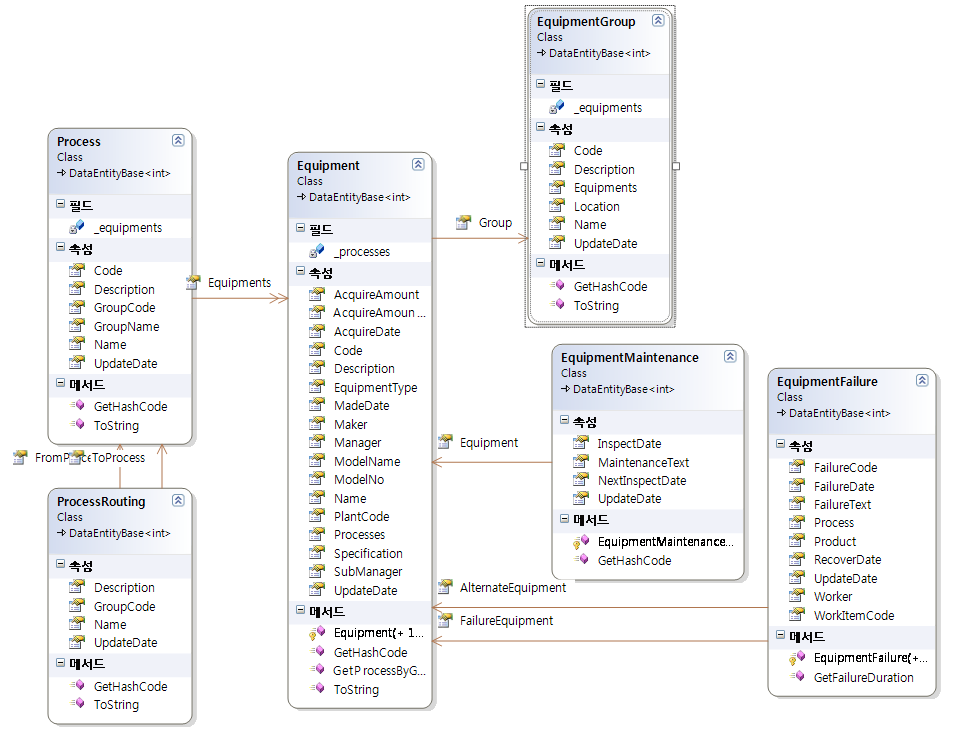 EquipmentGroup
Class
DataEntityBase<int>
필드
_equipments
속성
Code
Description
Equipments
Location
Name
UpdateDate
메서드
GetHashCode
ToString
Process
Class
DataEntityBase<int>
필드
_equipments
속성
Code
Description
GroupCode
GroupName
Name
UpdateDate
메서드
GetHashCode
ToString
Equipments
Equipment
Class
DataEntityBase<int>
필드
_processes
속성
AcquireAmount
AcquireAmoun...
AcquireDate
Code
Description
EquipmentType
MadeDate
Maker
Manager
ModelName
ModelNo
Name
PlantCode
Processes
Specification
SubManager
UpdateDate
메서드
Equipment(+ 1...
GetHashCode
GetProcessByG...
ToString
Group
EquipmentMaintenance
Class
DataEntityBase<int>
속성
InspectDate
MaintenanceText
NextInspectDate
UpdateDate
메서드
EquipmentMaintenance...
GetHashCode
Equipment
EquipmentFailure
Class
DataEntityBase<int>
속성
FailureCode
FailureDate
FailureText
Process
Product
RecoverDate
UpdateDate
Worker
WorkItemCode
메서드
EquipmentFailure(+...
GetFailureDuration
AlternateEquipment
FailureEquipment
ToProcess
ProcessRouting
Class
DataEntityBase<int>
속성
Description
GroupCode
Name
UpdateDate
메서드
GetHashCode
ToString